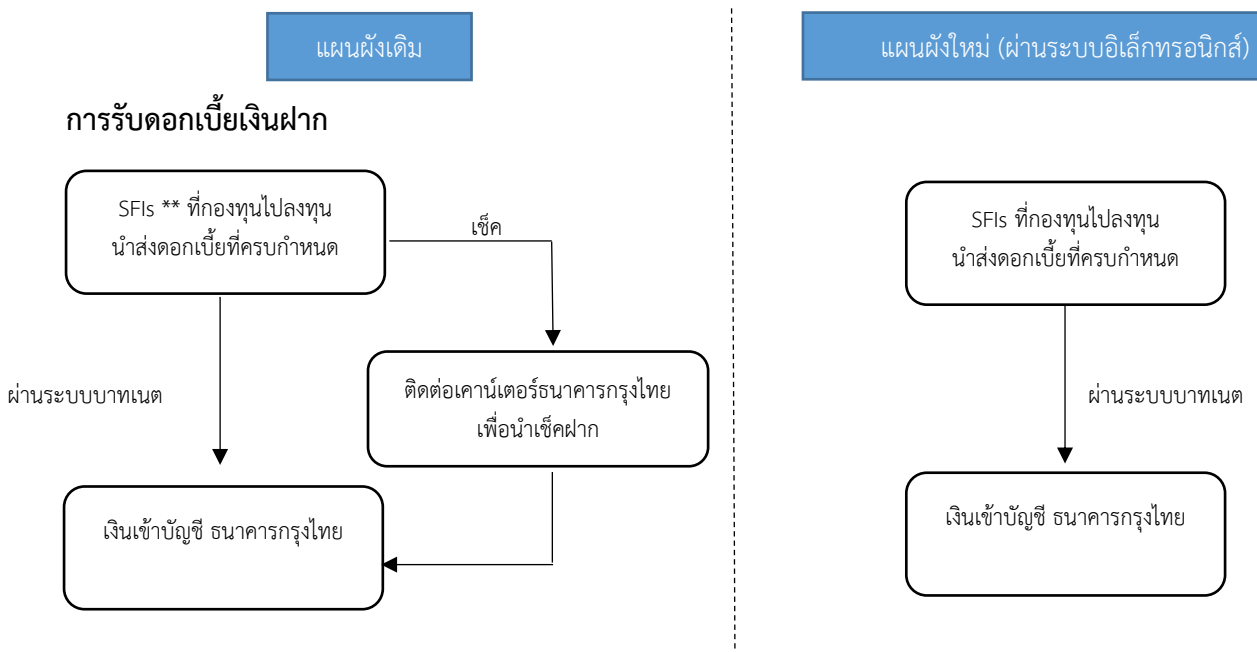 แผนผังเดิม
การรับดอกเบี้ยเงินฝาก
SFIs ** ที่กองทุนไปลงทุน
นำส่งดอกเบี้ยที่ครบกำหนด
เช็ค
ผ่านระบบบาทเนต
ติดต่อเคาน์เตอร์ธนาคารกรุงไทย
เพื่อนำเช็คฝาก
เงินเข้าบัญชี ธนาคารกรุงไทย
แผนผังใหม่ (ผ่านระบบอิเล็กทรอนิกส์)
SFIs ที่กองทุนไปลงทุน
นำส่งดอกเบี้ยที่ครบกำหนด
ผ่านระบบบาทเนต
เงินเข้าบัญชี ธนาคารกรุงไทย